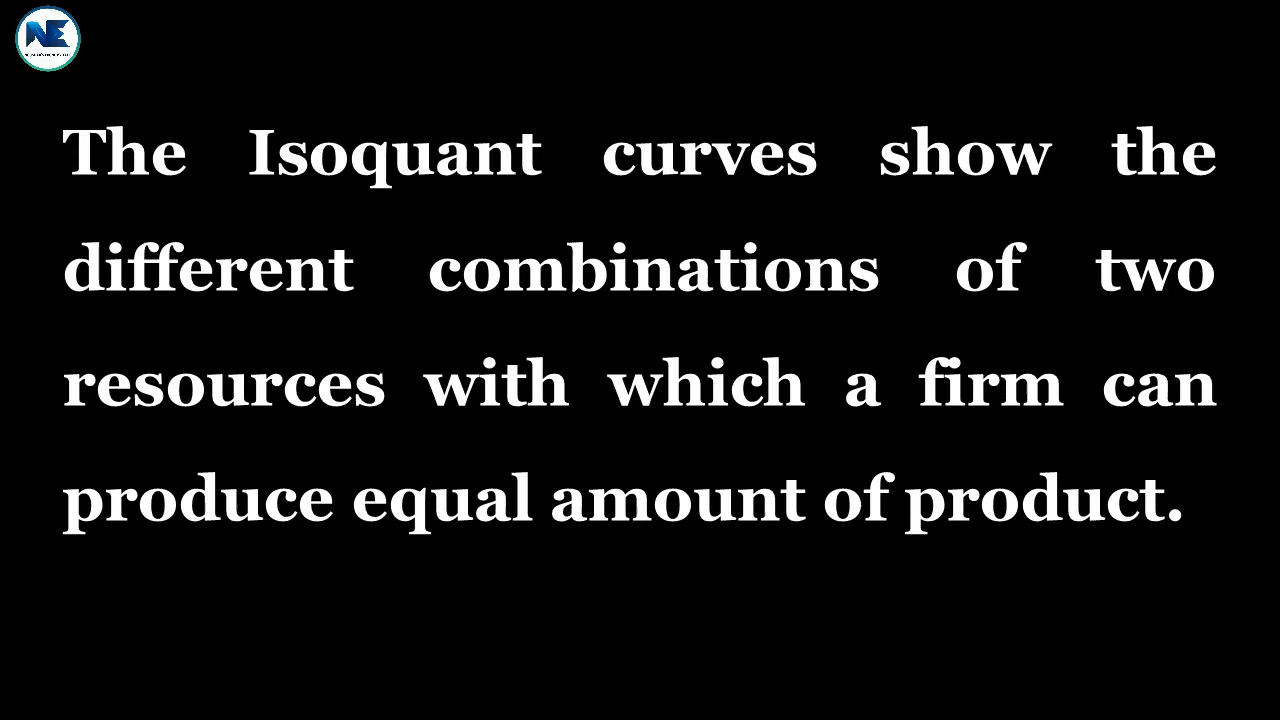 NE
The Isoquant curves show the
different combinations of two
resources with which a firm can
produce equal amount of product.